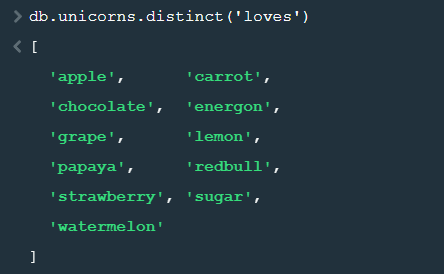 > db.unicorns.distinct('loves')
< [
'apple', 'carrot',
'chocolate', 'energon',
'grape', 'lemon',
'papaya', 'redbull',
'strawberry', 'sugar',
'watermelon'
]